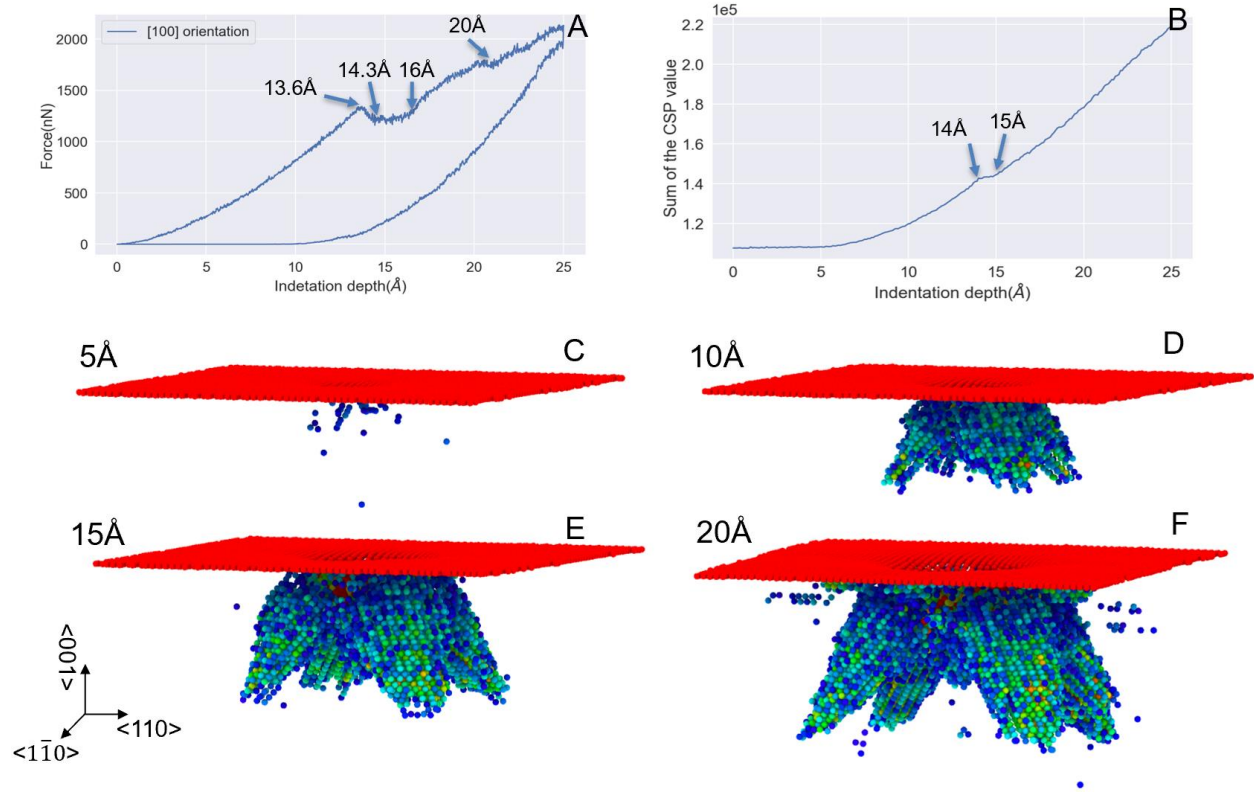 A
[100] orientation
20Å
14.3Å
16Å
13.6Å
2000
1500
1000
500
0
Force(nN)
0 5 10 15 20 25
Indetation depth(Å)
1e5
B
2.2
2.0
1.8
1.6
1.4
1.2
Sum of the CSP value
14Å
15Å
0 5 10 15 20 25
Indentation depth(Å)
5Å
C
10Å
D
15Å
E
20Å
F
<001>
<110>
<11̅0>